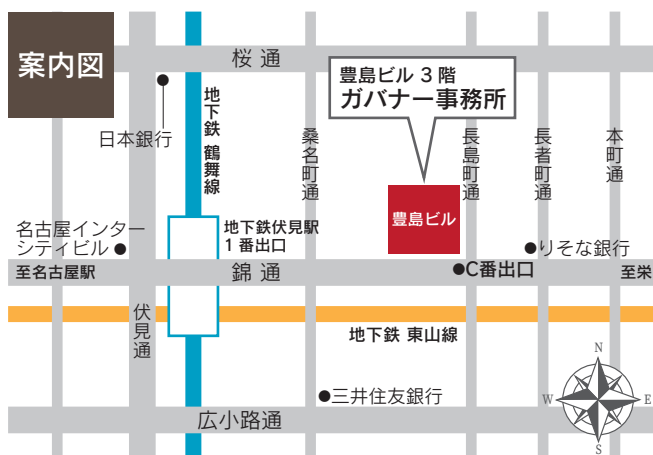 案内図
桜通
豊島ビル 3 階
ガバナー事務所
日本銀行
地下鉄 鶴舞線
桑名町通
長島町通
長者町通
本町通
豊島ビル
名古屋インター
シティビル
地下鉄伏見駅
1 番出口
りそな銀行
至名古屋駅
錦通
C番出口
至栄
伏見通
地下鉄 東山線
三井住友銀行
広小路通
N
W
E
S